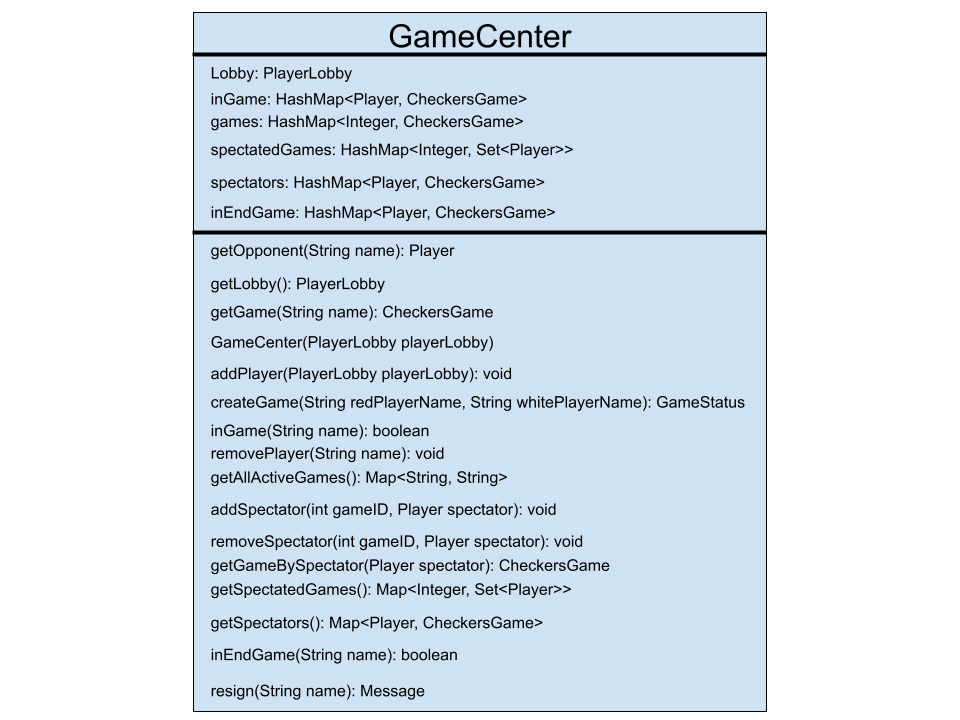 GameCenter
Lobby: PlayerLobby
inGame: HashMap<Player, CheckersGame>
games: HashMap<Integer, CheckersGame>
spectatedGames: HashMap<Integer, Set<Player>>
spectators: HashMap<Player, CheckersGame>
inEndGame: HashMap<Player, CheckersGame>
getOpponent(String name): Player
getLobby(): PlayerLobby
getGame(String name): CheckersGame
GameCenter(PlayerLobby playerLobby)
addPlayer(PlayerLobby playerLobby): void
createGame(String redPlayerName, String whitePlayerName): GameStatus
inGame(String name): boolean
removePlayer(String name): void
getAllActiveGames(): Map<String, String>
addSpectator(int gameID, Player spectator): void
removeSpectator(int gameID, Player spectator): void
getGameBySpectator(Player spectator): CheckersGame
getSpectatedGames(): Map<Integer, Set<Player>>
getSpectators(): Map<Player, CheckersGame>
inEndGame(String name): boolean
resign(String name): Message